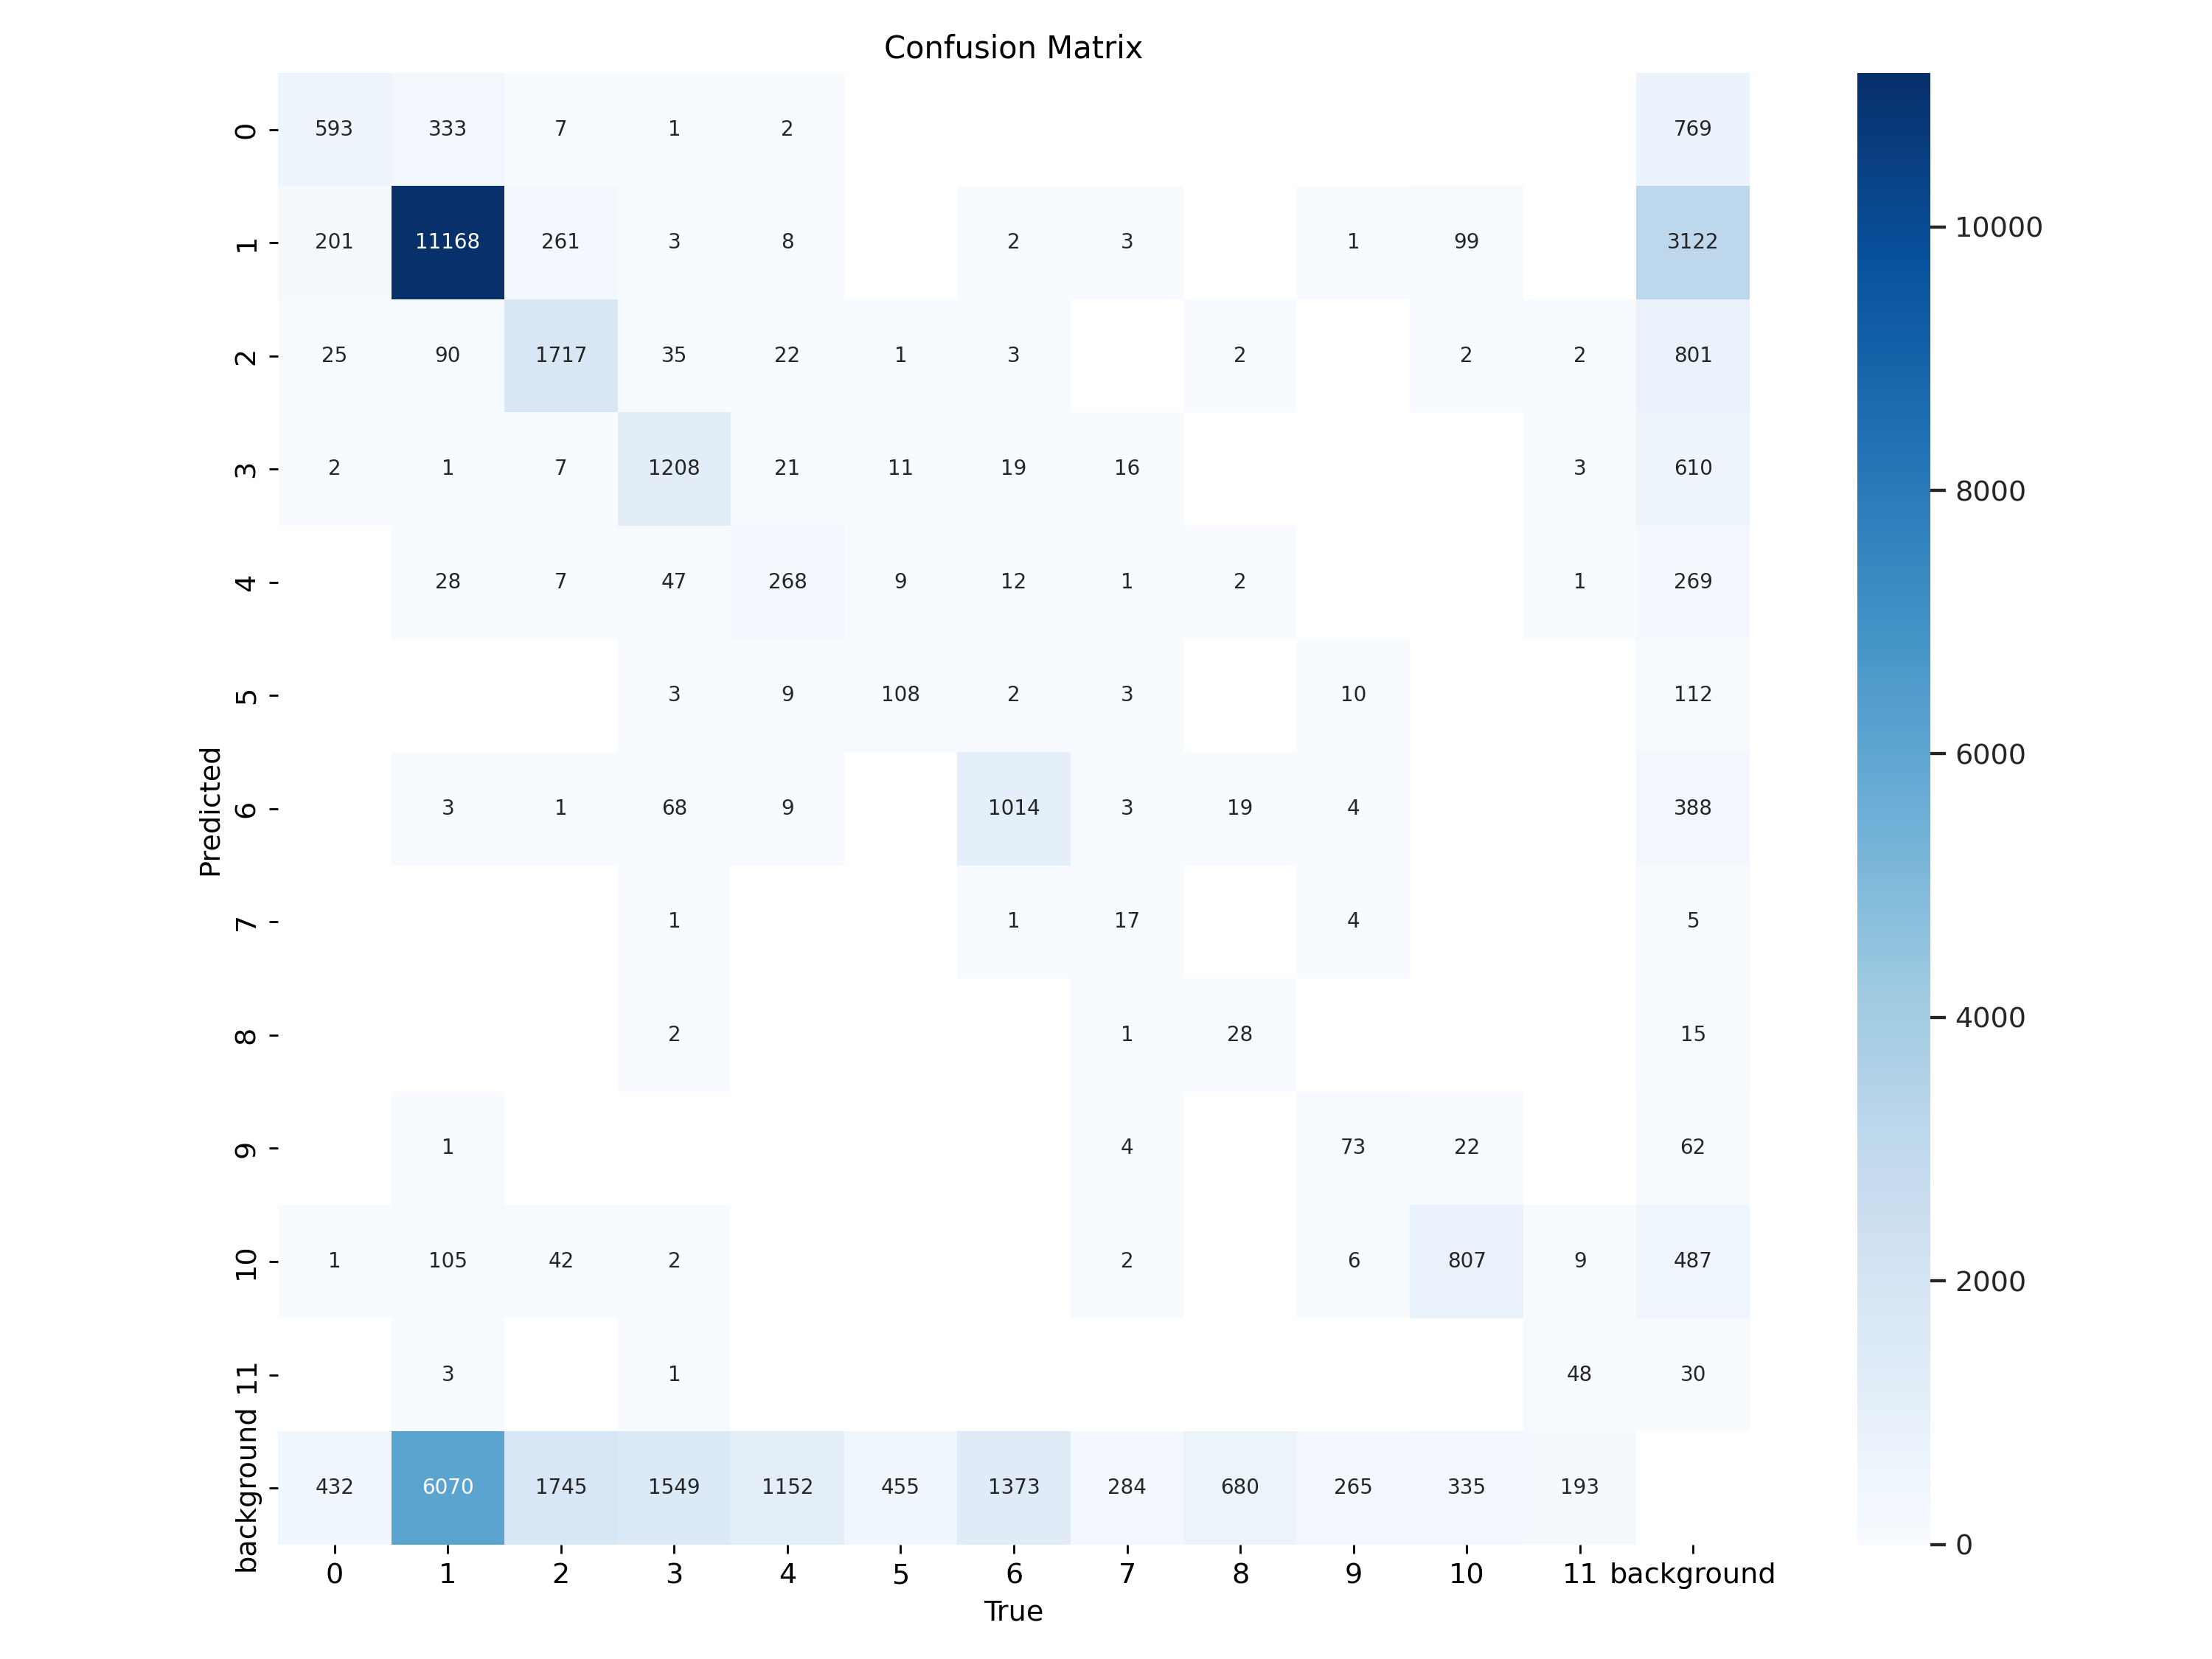 Confusion Matrix
0 593 333 7 1 2 769
1 201 11168 261 3 8 2 3 1 99 3122
2 25 90 1717 35 22 1 3 2 2 2 801
3 2 1 7 1208 21 11 19 16 3 610
4 28 7 47 268 9 12 1 2 1 269
5 3 9 108 2 3 10 112
6 3 1 68 9 1014 3 19 4 388
7 1 1 17 4 5
8 2 1 28 15
9 1 4 73 22 62
10 1 105 42 2 2 6 807 9 487
11 3 1 48 30
background 432 6070 1745 1549 1152 455 1373 284 680 265 335 193
0 1 2 3 4 5 6 7 8 9 10 11 background
True
Predicted
10000
8000
6000
4000
2000
0